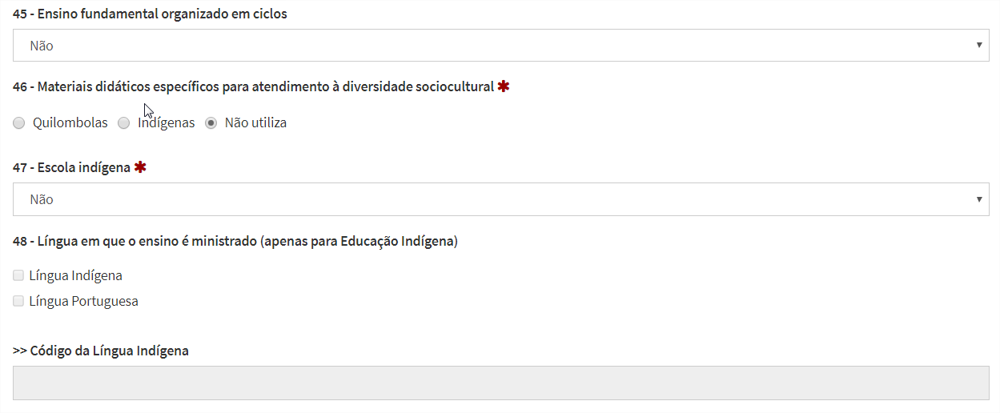 45 - Ensino fundamental organizado em ciclos
Não
46 - Materiais didáticos específicos para atendimento à diversidade sociocultural ✱
Quilombolas Indígenas Não utiliza
47 - Escola indígena ✱
Não
48 - Língua em que o ensino é ministrado (apenas para Educação Indígena)
Língua Indígena
Língua Portuguesa
>> Código da Língua Indígena